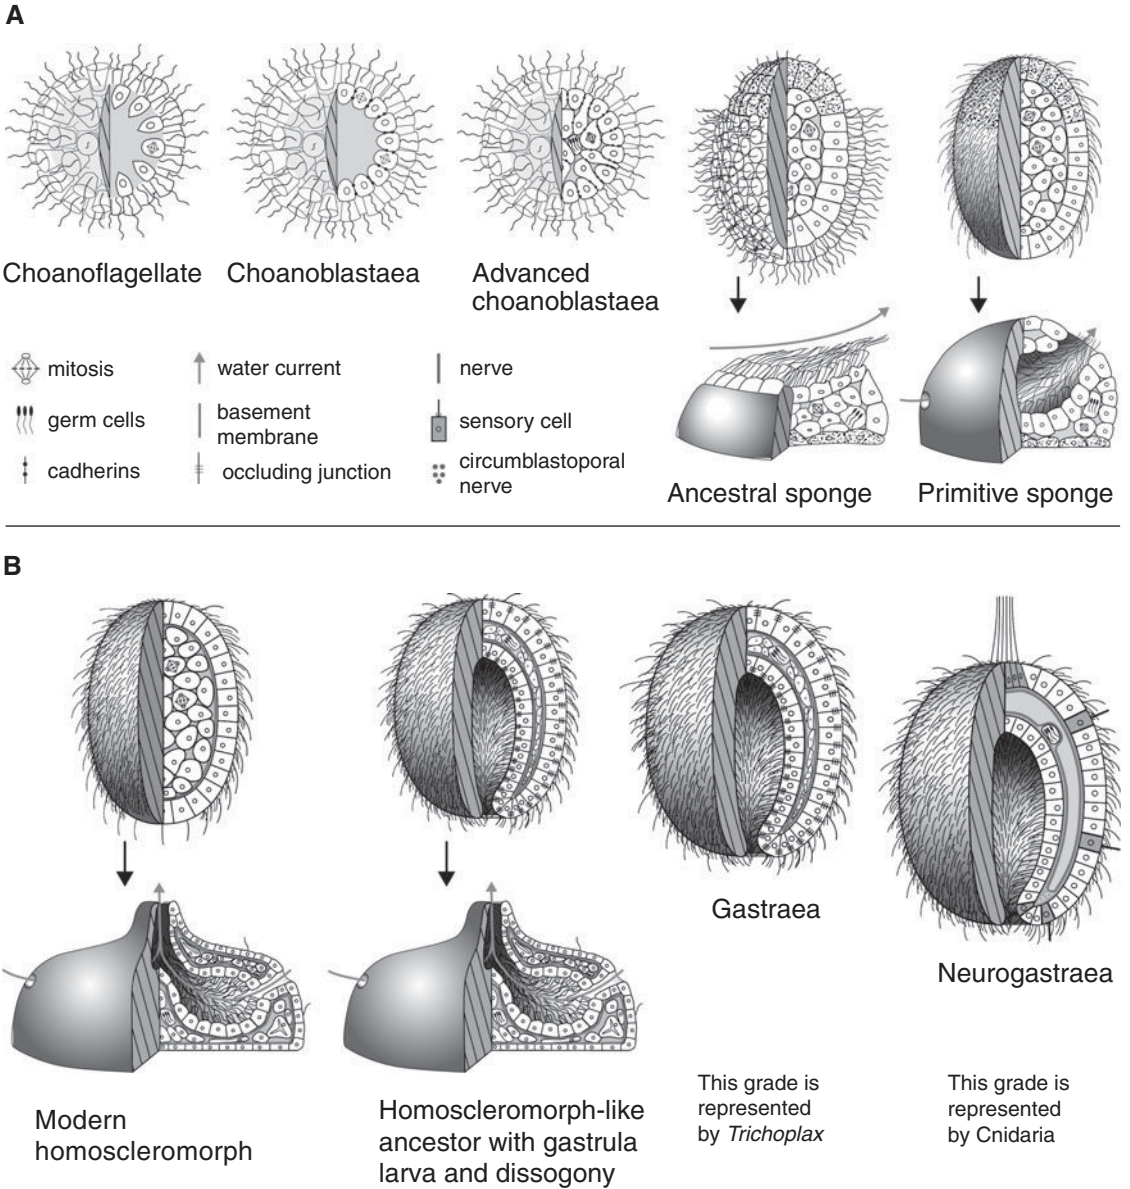 A
Choanoflagellate
Choanoblastaea
Advanced
choanoblastaea
mitosis
water current
nerve
germ cells
basement
membrane
sensory cell
cadherins
occluding junction
circumblastoporal
nerve
Ancestral sponge
Primitive sponge
B
Gastraea
Neurogastraea
Modern
homoscleromorph
Homoscleromorph-like
ancestor with gastrula
larva and dissogony
This grade is
represented
by Trichoplax
This grade is
represented
by Cnidaria